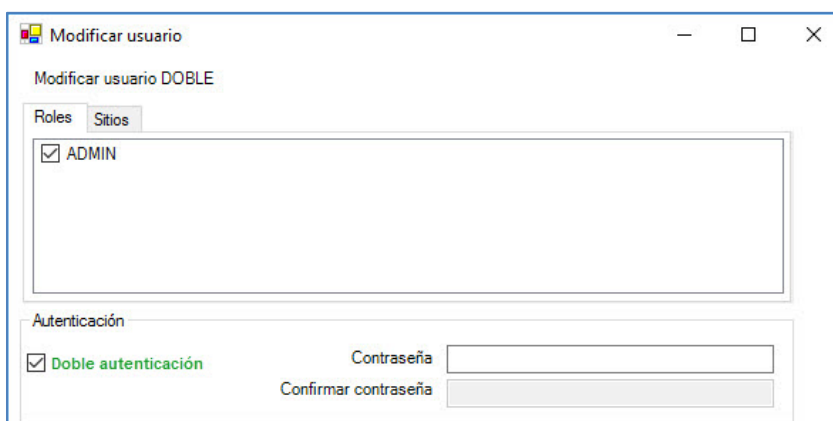 Modificar usuario
Modificar usuario DOBLE
Roles Sitios
ADMIN
Autenticación
Doble autenticación Contraseña
Confirmar contraseña